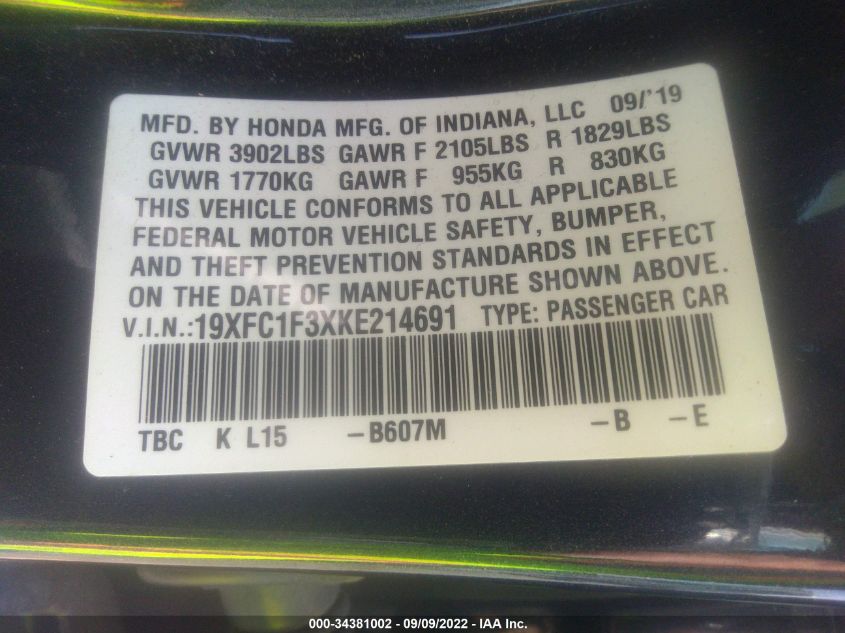 MFD. BY HONDA MFG. OF INDIANA, LLC 09/'19
GVWR 3902LBS GAWR F 2105LBS R 1829LBS
GVWR 1770KG GAWR F 955KG R 830KG
THIS VEHICLE CONFORMS TO ALL APPLICABLE
FEDERAL MOTOR VEHICLE SAFETY, BUMPER,
AND THEFT PREVENTION STANDARDS IN EFFECT
ON THE DATE OF MANUFACTURE SHOWN ABOVE.
V.I.N.:19XFC1F3XKE214691 TYPE: PASSENGER CAR
TBC K L15 -B607M -B -E
000-34381002 - 09/09/2022 - IAA Inc.